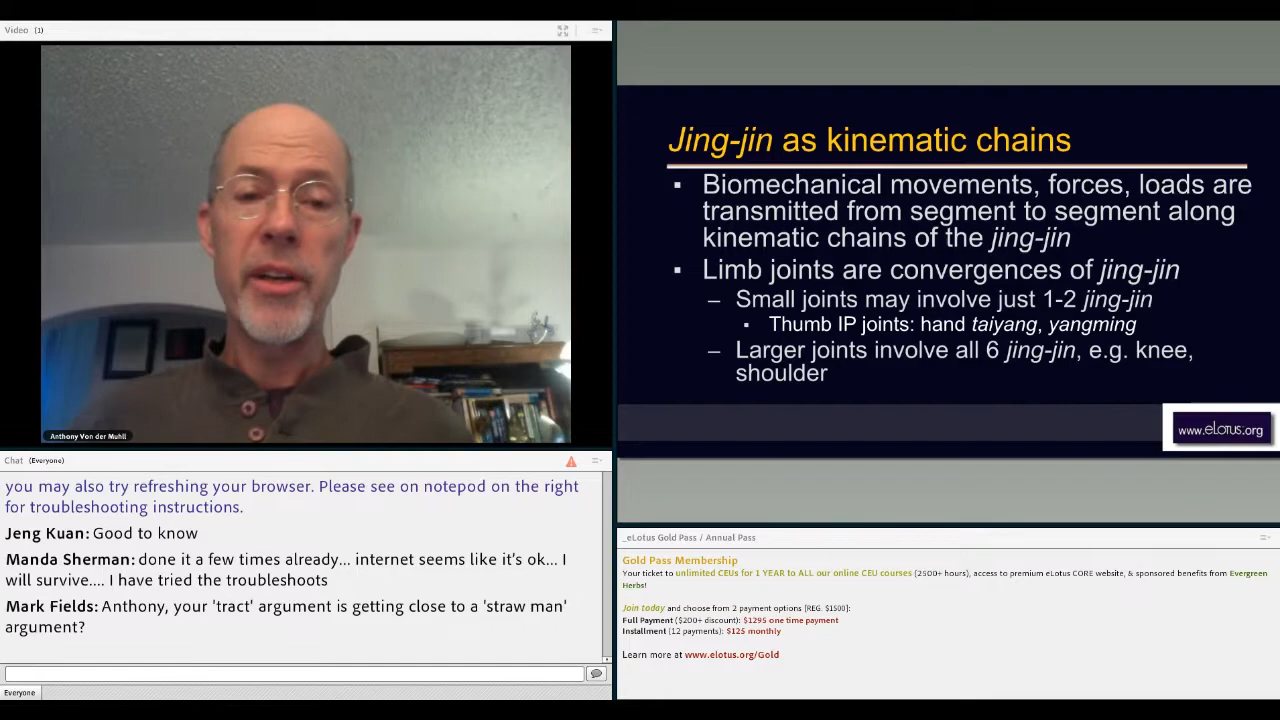 Video (1)
Anthony Von der Muhll
Chat (Everyone)
you may also try refreshing your browser. Please see on notepod on the right
for troubleshooting instructions.
Jeng Kuan: Good to know
Manda Sherman: done it a few times already... internet seems like it's ok... I
will survive.... I have tried the troubleshoots
Mark Fields: Anthony, your 'tract' argument is getting close to a 'straw man'
argument?
Everyone
Jing-jin as kinematic chains
▪ Biomechanical movements, forces, loads are
transmitted from segment to segment along
kinematic chains of the jing-jin
▪ Limb joints are convergences of jing-jin
– Small joints may involve just 1-2 jing-jin
▪ Thumb IP joints: hand taiyang, yangming
– Larger joints involve all 6 jing-jin, e.g. knee,
shoulder
www.eLotus.org
_eLotus Gold Pass / Annual Pass
Gold Pass Membership
Your ticket to unlimited CEUs for 1 YEAR to ALL our online CEU courses (2500+ hours), access to premium eLotus CORE website, & sponsored benefits from Evergreen
Herbs!
Join today and choose from 2 payment options [REG. $1500]:
Full Payment ($200+ discount): $1295 one time payment
Installment (12 payments): $125 monthly
Learn more at www.elotus.org/Gold